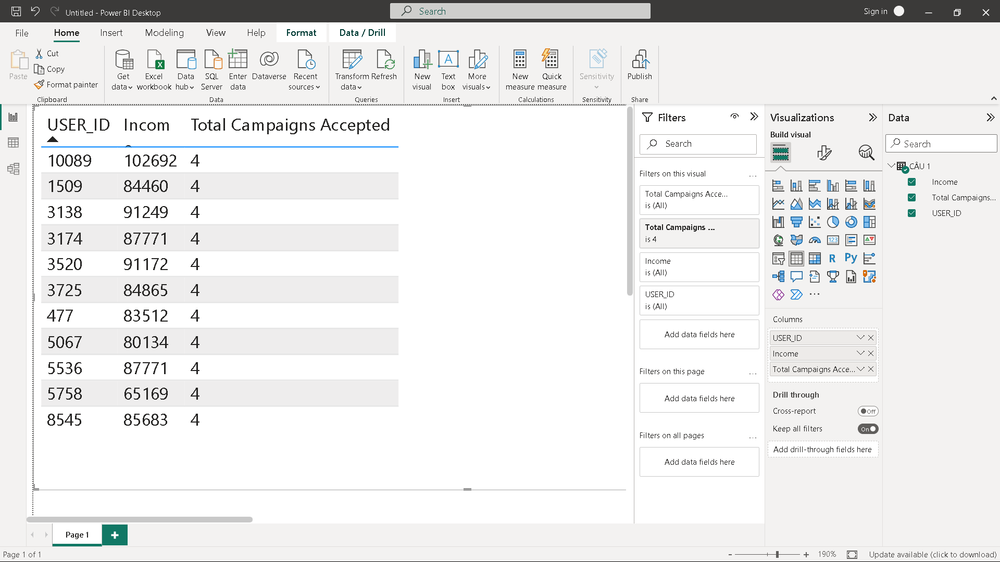 Untitled - Power BI Desktop
Search
Sign in
File
Home
Insert
Modeling
View
Help
Format
Data / Drill
Paste
Cut
Copy
Format painter
Clipboard
Get data
Excel workbook
Data hub
SQL Server
Enter data
Dataverse
Recent sources
Data
Transform data
Refresh
Queries
New visual
Text box
More visuals
Insert
New measure
Quick measure
Calculations
Sensitivity
Sensitivity
Publish
Share
USER_ID Incom Total Campaigns Accepted
10089 102692 4
1509 84460 4
3138 91249 4
3174 87771 4
3520 91172 4
3725 84865 4
477 83512 4
5067 80134 4
5536 87771 4
5758 65169 4
8545 85683 4
Filters
Search
Filters on this visual
...
Total Campaigns Acce...
is (All)
Total Campaigns ...
is 4
Income
is (All)
USER_ID
is (All)
Add data fields here
Filters on this page
...
Add data fields here
Filters on all pages
...
Add data fields here
Visualizations
Build visual
123
R
Py
...
Columns
USER_ID
Income
Total Campaigns Acce...
Drill through
Cross-report
Off
Keep all filters
On
Add drill-through fields here
Data
Search
CÂU 1
Income
Total Campaigns...
USER_ID
Page 1
Page 1 of 1
- + 190%
Update available (click to download)